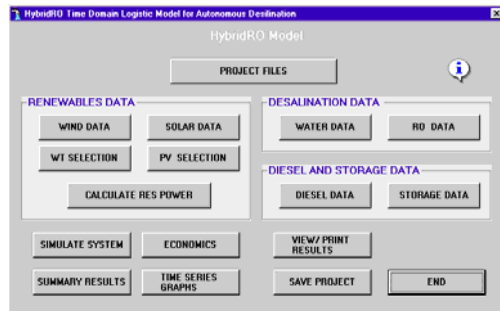 HybridRO Time Domain Logistic Model for Autonomous Desilination
HybridRO Model
PROJECT FILES
RENEWABLES DATA
WIND DATA
SOLAR DATA
WT SELECTION
PV SELECTION
CALCULATE RES POWER
DESALINATION DATA
WATER DATA
RO DATA
DIESEL AND STORAGE DATA
DIESEL DATA
STORAGE DATA
SIMULATE SYSTEM
ECONOMICS
VIEW/ PRINT
RESULTS
SUMMARY RESULTS
TIME SERIES
GRAPHS
SAVE PROJECT
END